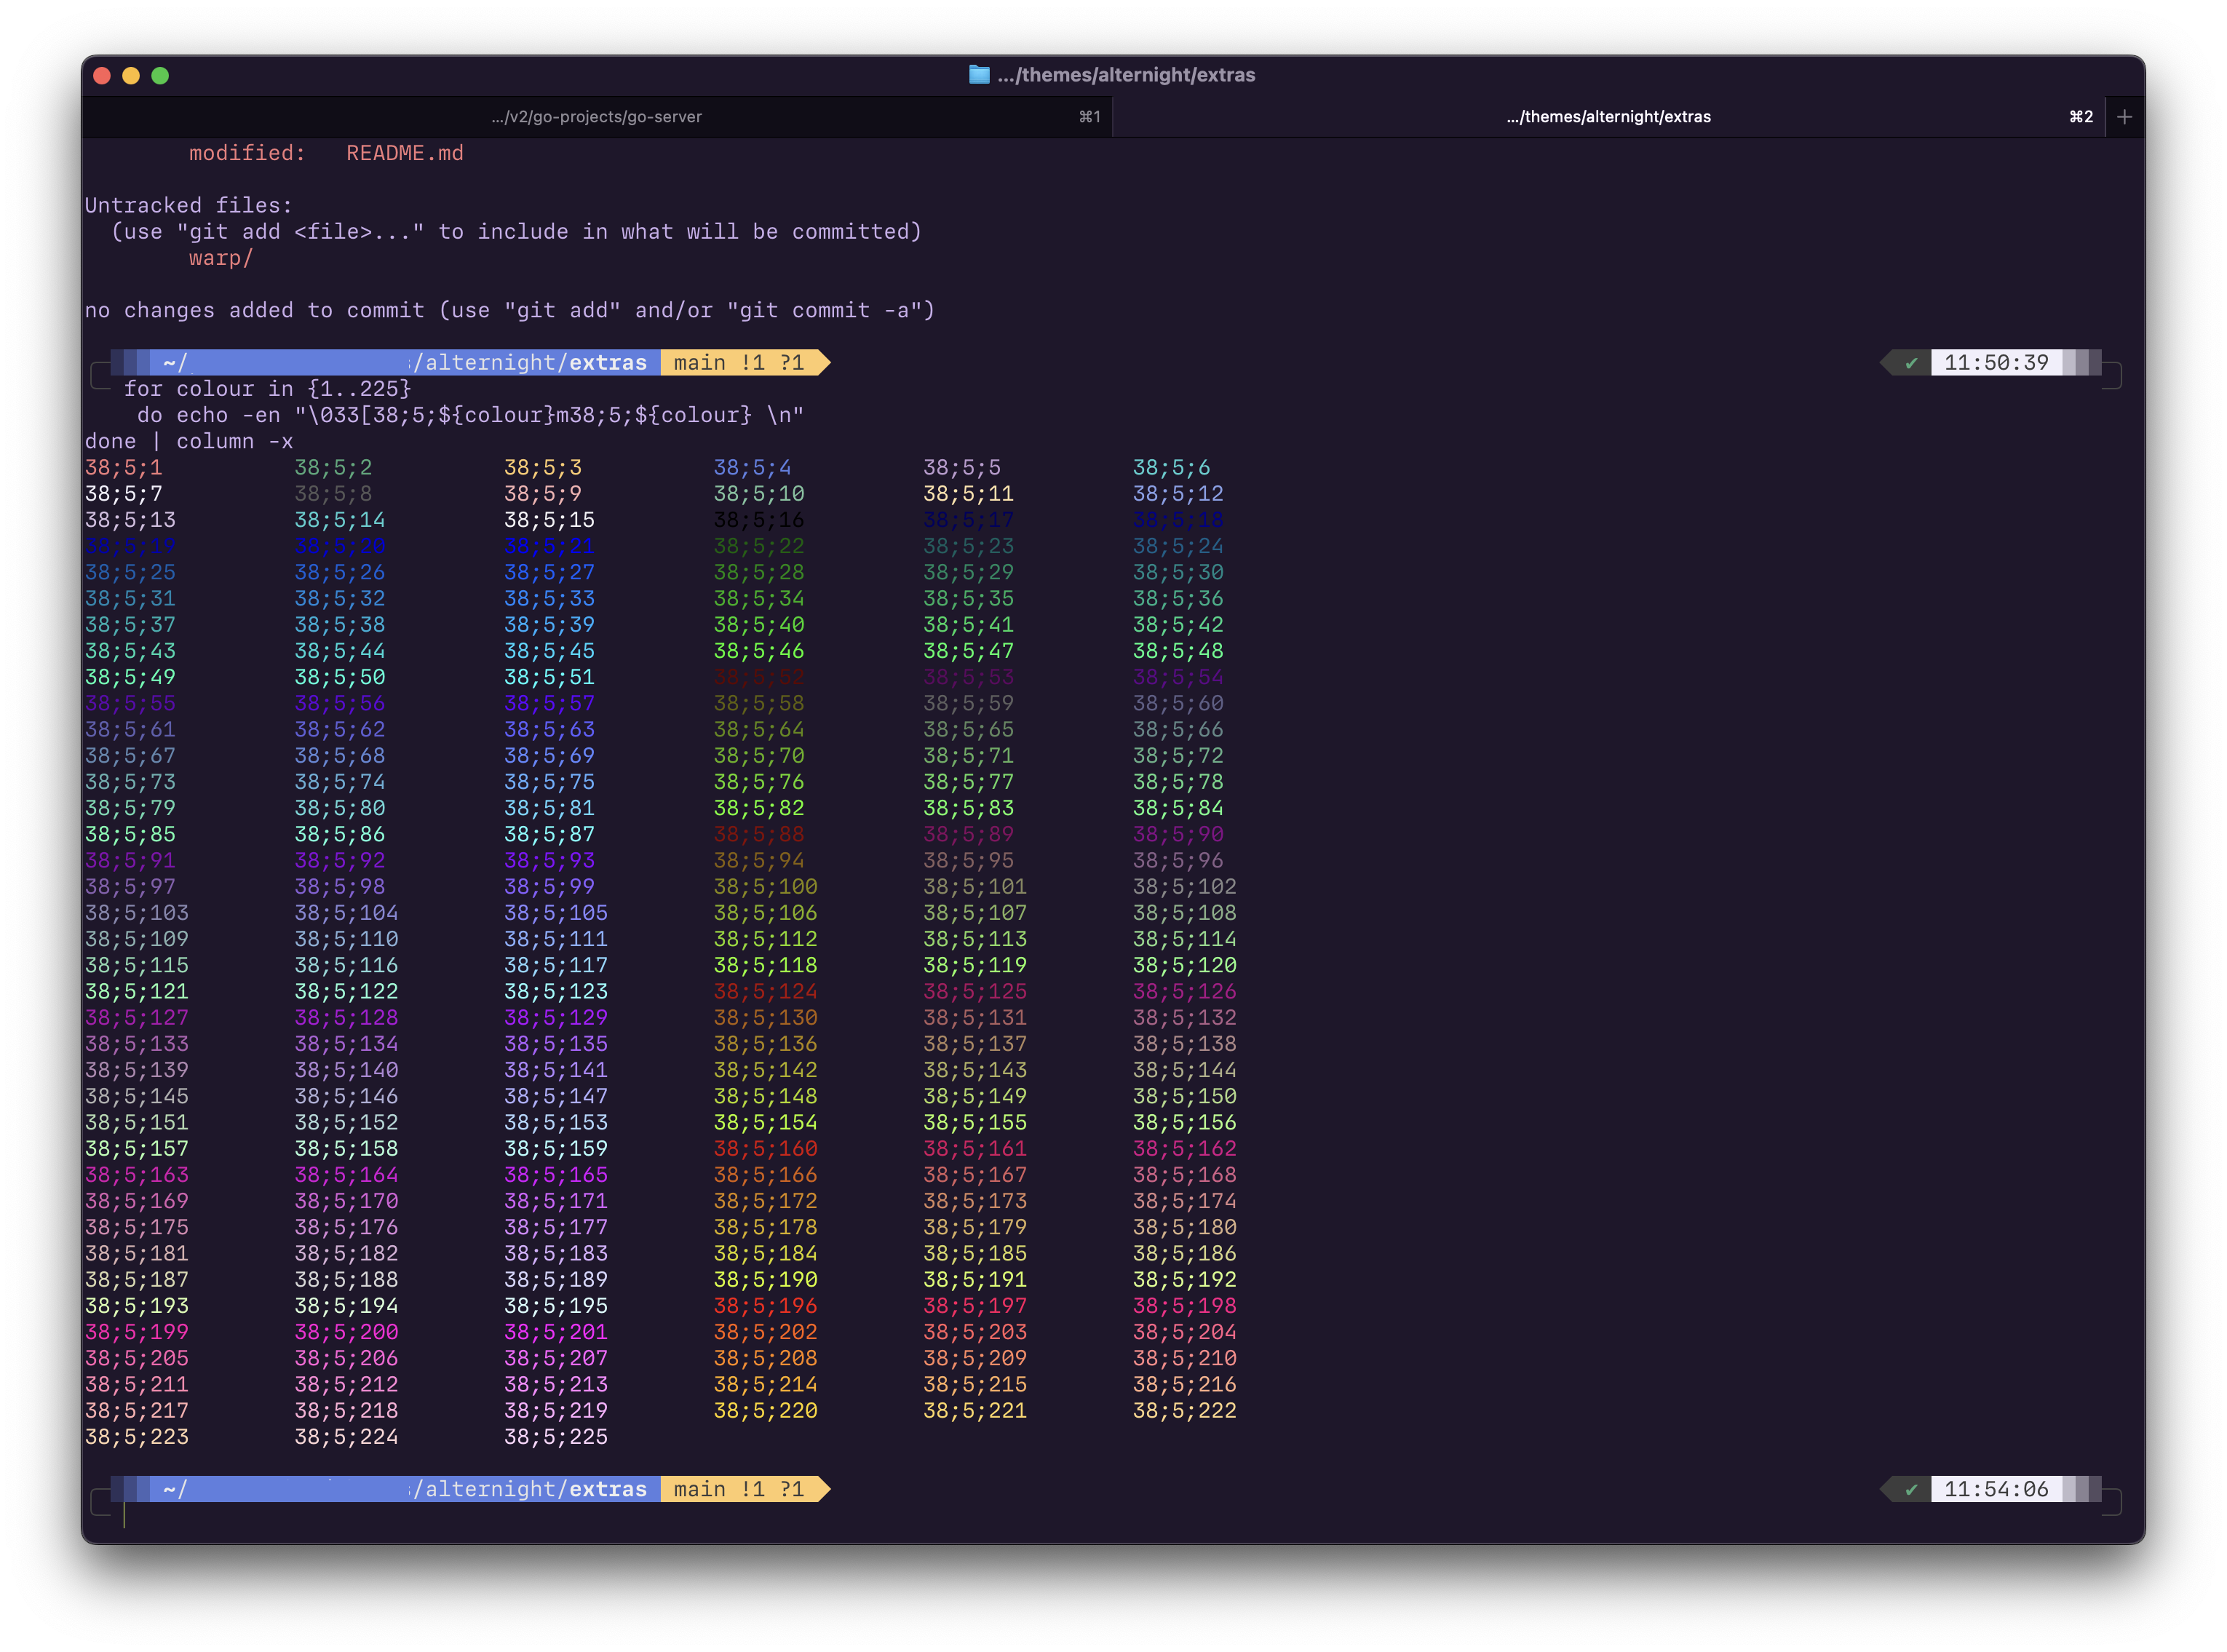 .../themes/alternight/extras
.../v2/go-projects/go-server ⌘1 .../themes/alternight/extras ⌘2 +
modified: README.md
Untracked files:
(use "git add <file>..." to include in what will be committed)
warp/
no changes added to commit (use "git add" and/or "git commit -a")
~/ /alternight/extras main !1 ?1 ✔ 11:50:39
for colour in {1..225}
do echo -en "\033[38;5;${colour}m38;5;${colour} \n"
done | column -x
38;5;1 38;5;2 38;5;3 38;5;4 38;5;5 38;5;6
38;5;7 38;5;8 38;5;9 38;5;10 38;5;11 38;5;12
38;5;13 38;5;14 38;5;15 38;5;16 38;5;17 38;5;18
38;5;19 38;5;20 38;5;21 38;5;22 38;5;23 38;5;24
38;5;25 38;5;26 38;5;27 38;5;28 38;5;29 38;5;30
38;5;31 38;5;32 38;5;33 38;5;34 38;5;35 38;5;36
38;5;37 38;5;38 38;5;39 38;5;40 38;5;41 38;5;42
38;5;43 38;5;44 38;5;45 38;5;46 38;5;47 38;5;48
38;5;49 38;5;50 38;5;51 38;5;52 38;5;53 38;5;54
38;5;55 38;5;56 38;5;57 38;5;58 38;5;59 38;5;60
38;5;61 38;5;62 38;5;63 38;5;64 38;5;65 38;5;66
38;5;67 38;5;68 38;5;69 38;5;70 38;5;71 38;5;72
38;5;73 38;5;74 38;5;75 38;5;76 38;5;77 38;5;78
38;5;79 38;5;80 38;5;81 38;5;82 38;5;83 38;5;84
38;5;85 38;5;86 38;5;87 38;5;88 38;5;89 38;5;90
38;5;91 38;5;92 38;5;93 38;5;94 38;5;95 38;5;96
38;5;97 38;5;98 38;5;99 38;5;100 38;5;101 38;5;102
38;5;103 38;5;104 38;5;105 38;5;106 38;5;107 38;5;108
38;5;109 38;5;110 38;5;111 38;5;112 38;5;113 38;5;114
38;5;115 38;5;116 38;5;117 38;5;118 38;5;119 38;5;120
38;5;121 38;5;122 38;5;123 38;5;124 38;5;125 38;5;126
38;5;127 38;5;128 38;5;129 38;5;130 38;5;131 38;5;132
38;5;133 38;5;134 38;5;135 38;5;136 38;5;137 38;5;138
38;5;139 38;5;140 38;5;141 38;5;142 38;5;143 38;5;144
38;5;145 38;5;146 38;5;147 38;5;148 38;5;149 38;5;150
38;5;151 38;5;152 38;5;153 38;5;154 38;5;155 38;5;156
38;5;157 38;5;158 38;5;159 38;5;160 38;5;161 38;5;162
38;5;163 38;5;164 38;5;165 38;5;166 38;5;167 38;5;168
38;5;169 38;5;170 38;5;171 38;5;172 38;5;173 38;5;174
38;5;175 38;5;176 38;5;177 38;5;178 38;5;179 38;5;180
38;5;181 38;5;182 38;5;183 38;5;184 38;5;185 38;5;186
38;5;187 38;5;188 38;5;189 38;5;190 38;5;191 38;5;192
38;5;193 38;5;194 38;5;195 38;5;196 38;5;197 38;5;198
38;5;199 38;5;200 38;5;201 38;5;202 38;5;203 38;5;204
38;5;205 38;5;206 38;5;207 38;5;208 38;5;209 38;5;210
38;5;211 38;5;212 38;5;213 38;5;214 38;5;215 38;5;216
38;5;217 38;5;218 38;5;219 38;5;220 38;5;221 38;5;222
38;5;223 38;5;224 38;5;225
~/ /alternight/extras main !1 ?1 ✔ 11:54:06